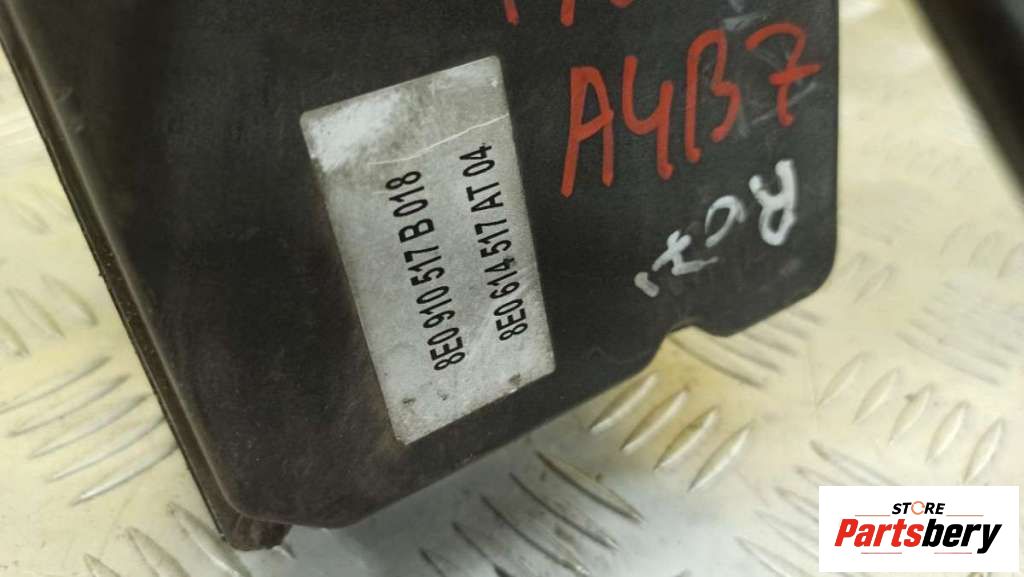 A4B7
8E0 910 517 B 018
8E0 614 517 AT 04
STORE
Partsbery